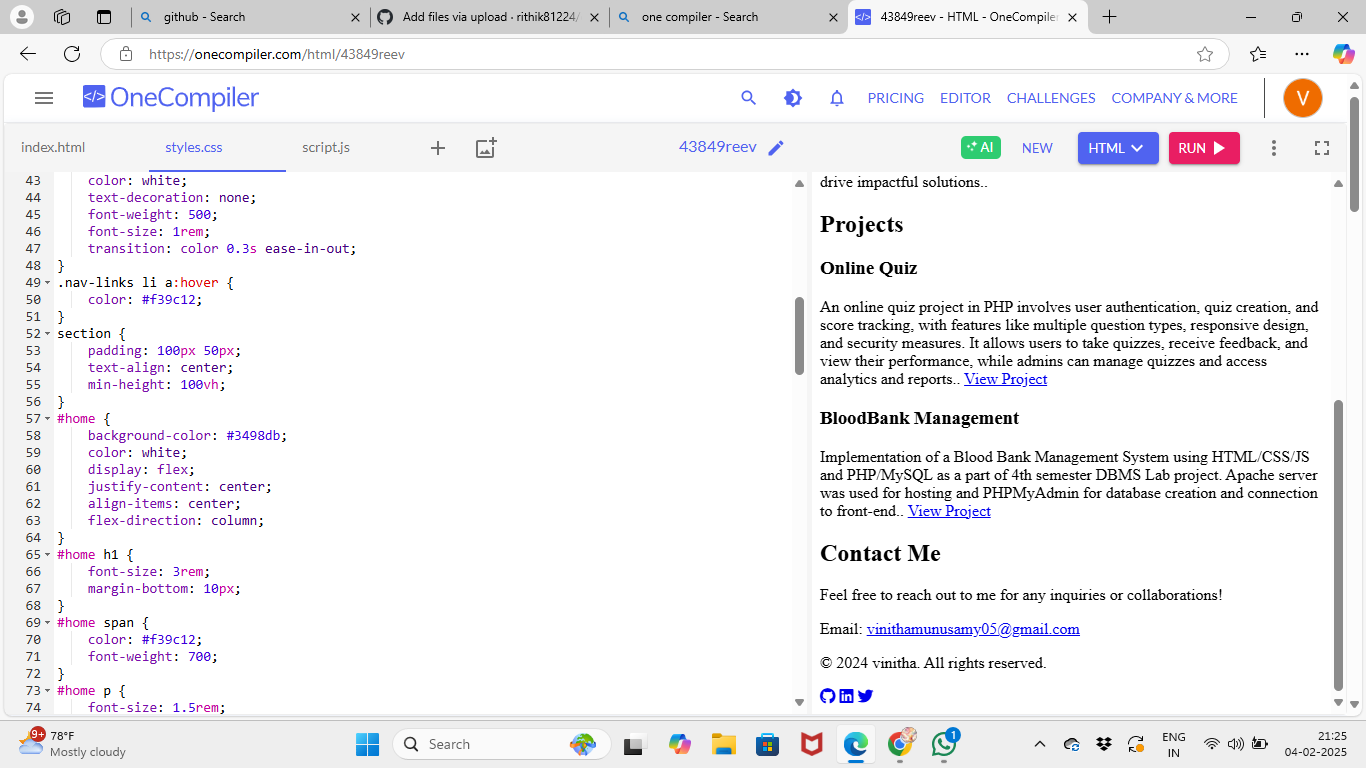 github - Search
Add files via upload · rithik81224/
one compiler - Search
43849reev - HTML - OneCompiler
https://onecompiler.com/html/43849reev
</> OneCompiler
PRICING EDITOR CHALLENGES COMPANY & MORE
V
index.html styles.css script.js
43849reev
AI NEW HTML RUN
43 color: white;
44 text-decoration: none;
45 font-weight: 500;
46 font-size: 1rem;
47 transition: color 0.3s ease-in-out;
48 }
49 .nav-links li a:hover {
50 color: #f39c12;
51 }
52 section {
53 padding: 100px 50px;
54 text-align: center;
55 min-height: 100vh;
56 }
57 #home {
58 background-color: #3498db;
59 color: white;
60 display: flex;
61 justify-content: center;
62 align-items: center;
63 flex-direction: column;
64 }
65 #home h1 {
66 font-size: 3rem;
67 margin-bottom: 10px;
68 }
69 #home span {
70 color: #f39c12;
71 font-weight: 700;
72 }
73 #home p {
74 font-size: 1.5rem;
drive impactful solutions..
Projects
Online Quiz
An online quiz project in PHP involves user authentication, quiz creation, and
score tracking, with features like multiple question types, responsive design,
and security measures. It allows users to take quizzes, receive feedback, and
view their performance, while admins can manage quizzes and access
analytics and reports.. View Project
BloodBank Management
Implementation of a Blood Bank Management System using HTML/CSS/JS
and PHP/MySQL as a part of 4th semester DBMS Lab project. Apache server
was used for hosting and PHPMyAdmin for database creation and connection
to front-end.. View Project
Contact Me
Feel free to reach out to me for any inquiries or collaborations!
Email: vinithamunusamy05@gmail.com
© 2024 vinitha. All rights reserved.
9+
78°F
Mostly cloudy
Search
1
ENG
IN
21:25
04-02-2025